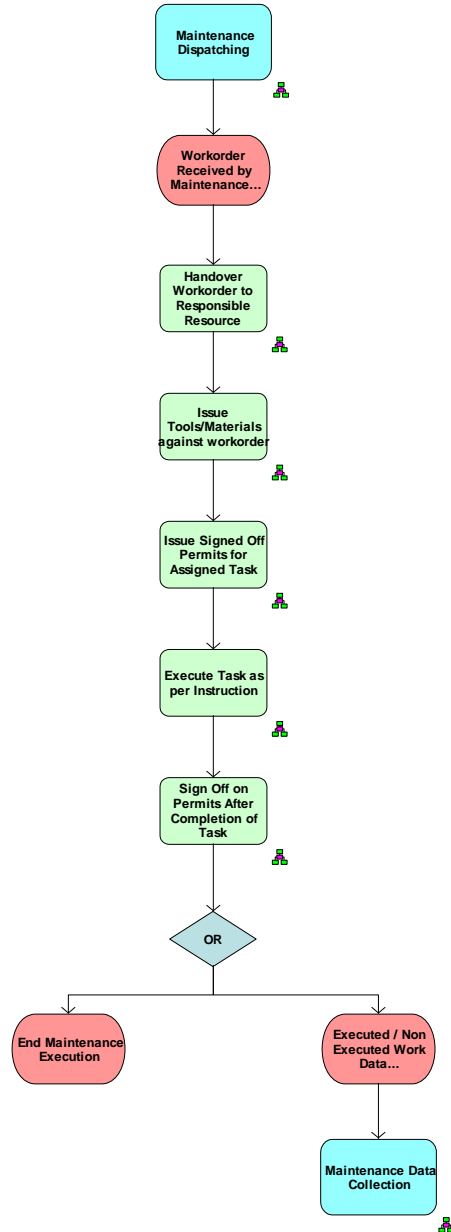 Maintenance
Dispatching
Workorder
Received by
Maintenance...
Handover
Workorder to
Responsible
Resource
Issue
Tools/Materials
against workorder
Issue Signed Off
Permits for
Assigned Task
Execute Task as
per Instruction
Sign Off on
Permits After
Completion of
Task
OR
End Maintenance
Execution
Executed / Non
Executed Work
Data...
Maintenance Data
Collection